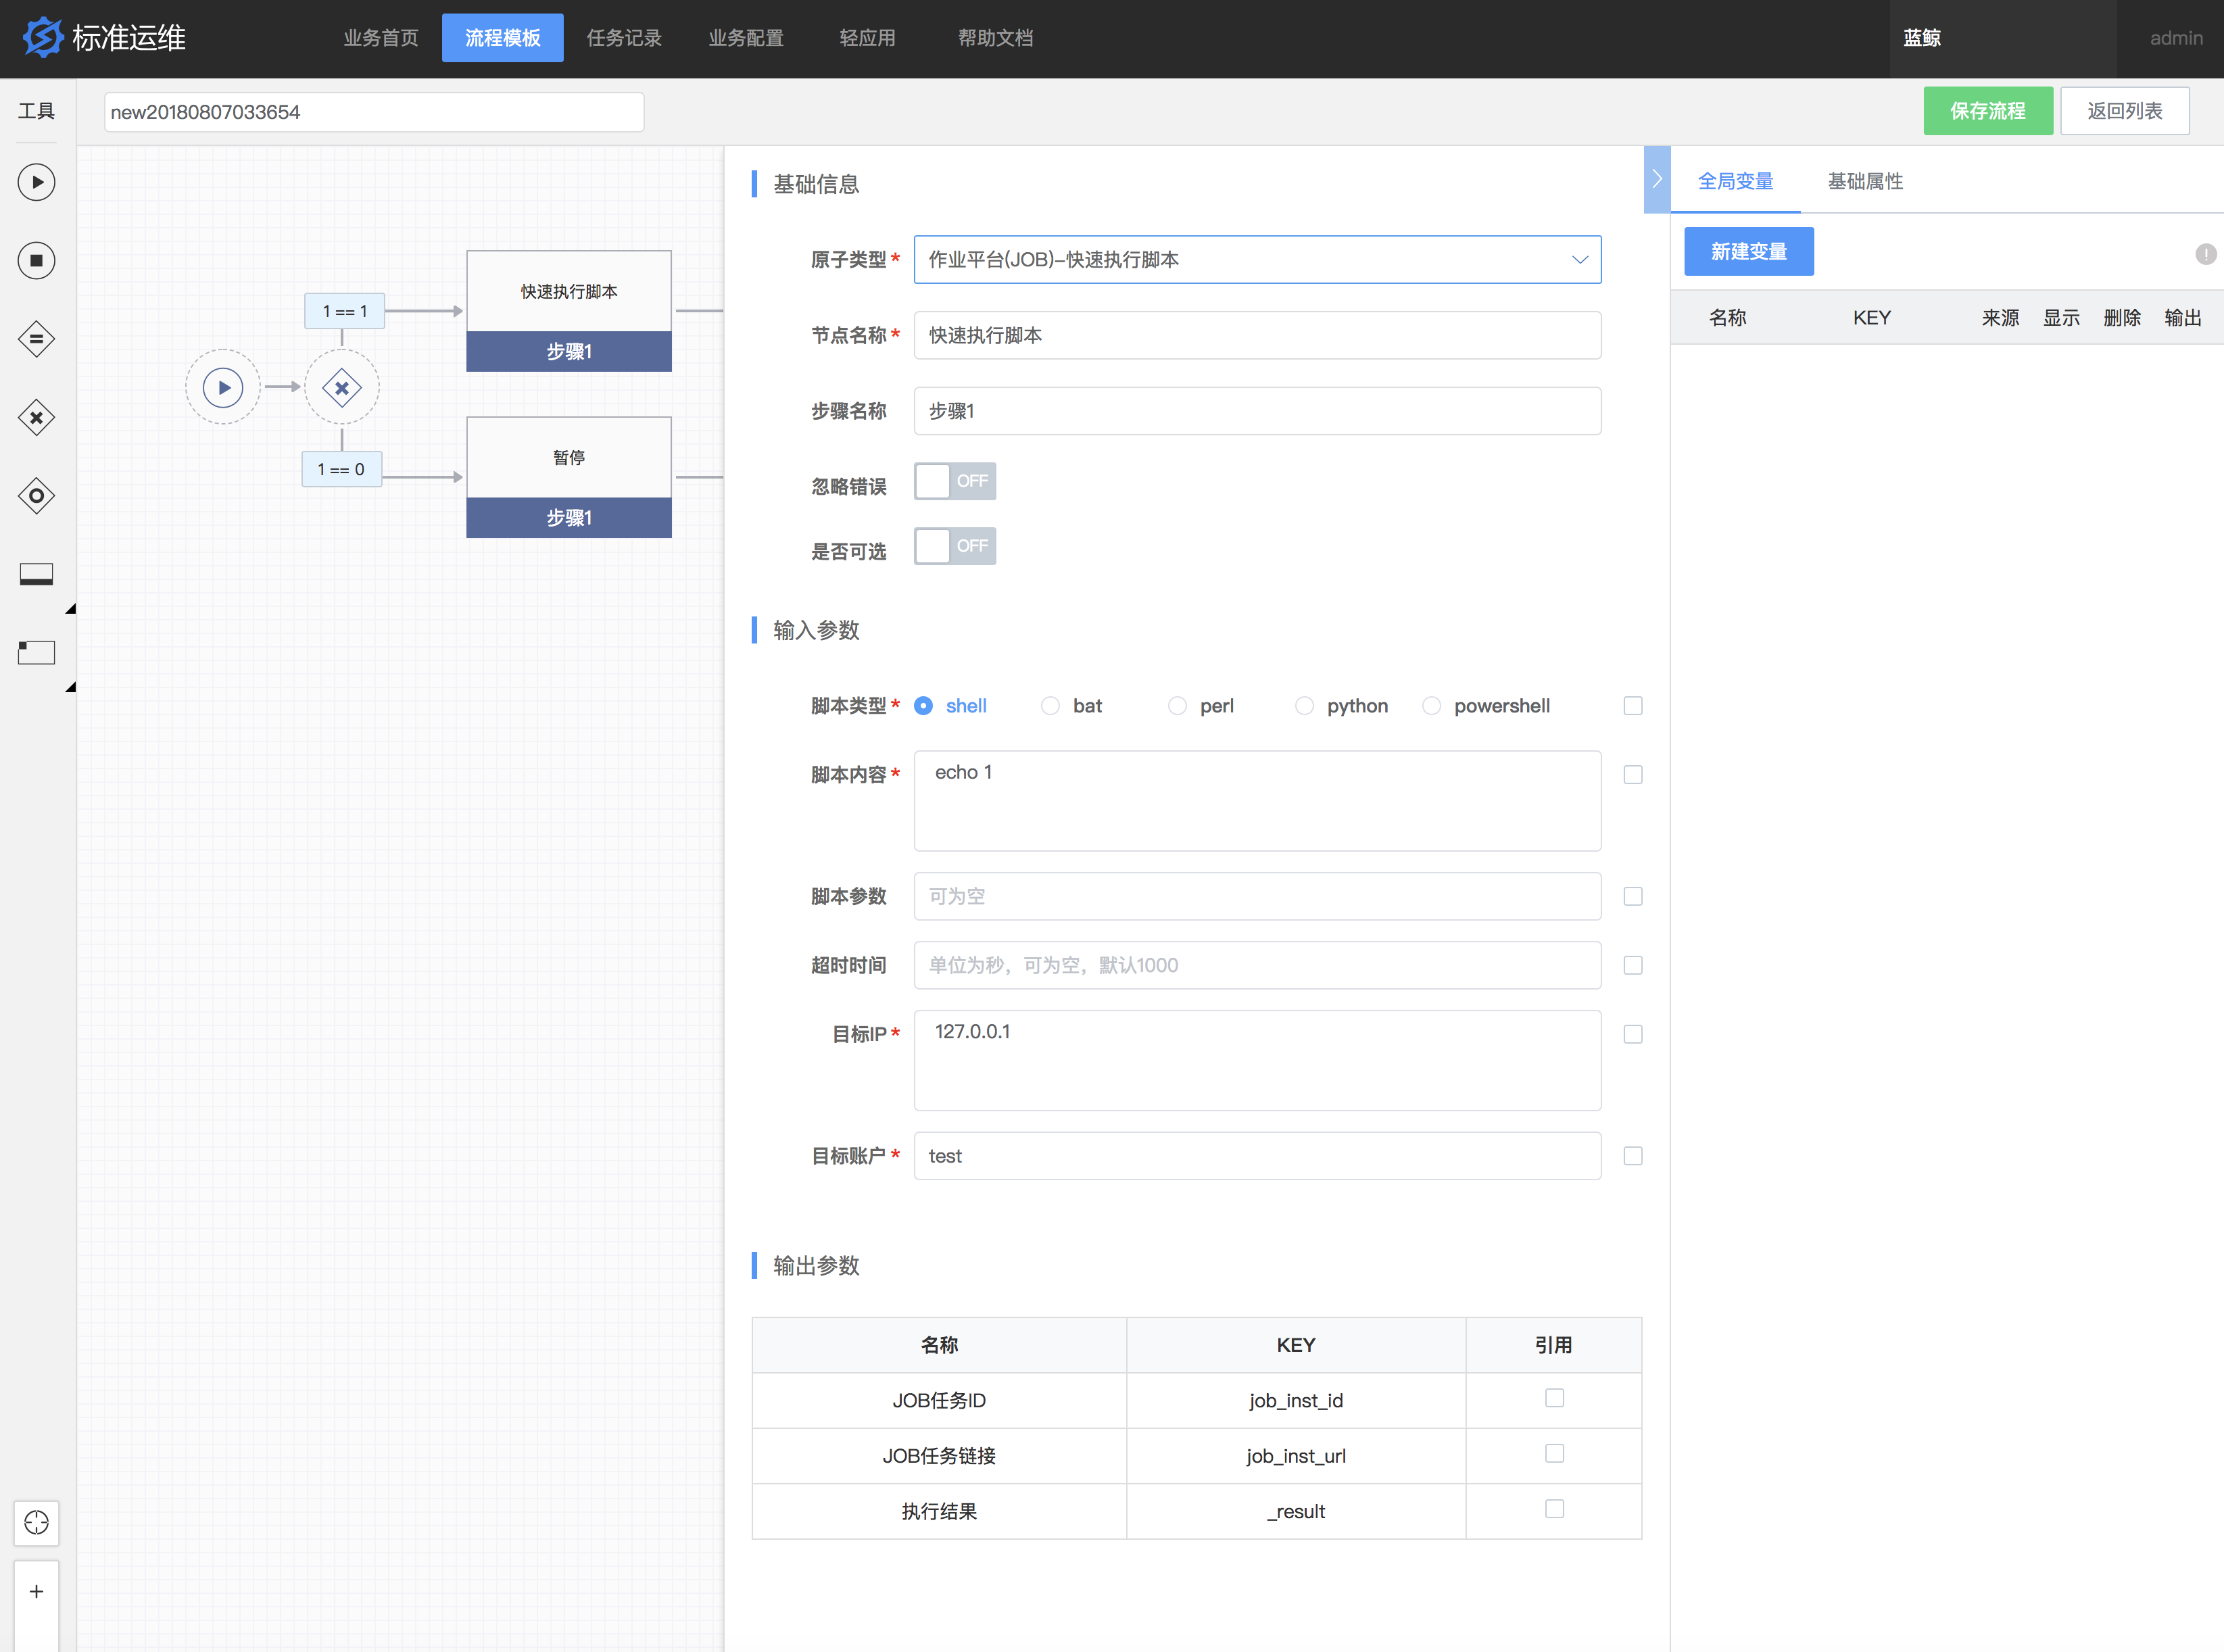 标准运维
业务首页 流程模板 任务记录 业务配置 轻应用 帮助文档
蓝鲸 admin
工具
new20180807033654
保存流程 返回列表
快速执行脚本
步骤1
1 == 1
1 == 0
暂停
步骤1
基础信息
原子类型* 作业平台(JOB)-快速执行脚本
节点名称* 快速执行脚本
步骤名称 步骤1
忽略错误 OFF
是否可选 OFF
输入参数
脚本类型* shell bat perl python powershell
脚本内容* echo 1
脚本参数 可为空
超时时间 单位为秒，可为空，默认1000
目标IP* 127.0.0.1
目标账户* test
输出参数
名称 KEY 引用
JOB任务ID job_inst_id
JOB任务链接 job_inst_url
执行结果 _result
全局变量 基础属性
新建变量
名称 KEY 来源 显示 删除 输出